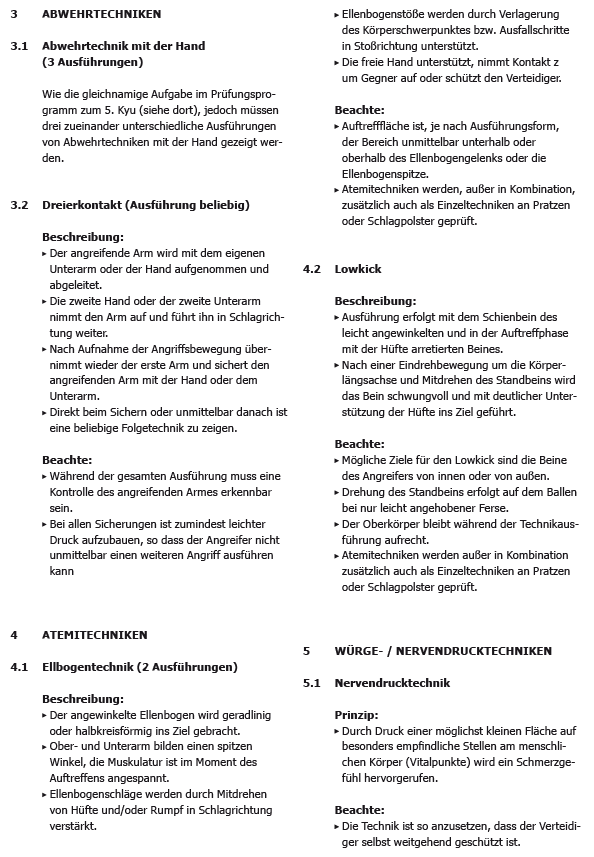 3 ABWEHRTECHNIKEN
3.1 Abwehrtechnik mit der Hand
(3 Ausführungen)
Wie die gleichnamige Aufgabe im Prüfungspro-
gramm zum 5. Kyu (siehe dort), jedoch müssen
drei zueinander unterschiedliche Ausführungen
von Abwehrtechniken mit der Hand gezeigt wer-
den.
3.2 Dreierkontakt (Ausführung beliebig)
Beschreibung:
▸ Der angreifende Arm wird mit dem eigenen
Unterarm oder der Hand aufgenommen und
abgeleitet.
▸ Die zweite Hand oder der zweite Unterarm
nimmt den Arm auf und führt ihn in Schlagrich-
tung weiter.
▸ Nach Aufnahme der Angriffsbewegung über-
nimmt wieder der erste Arm und sichert den
angreifenden Arm mit der Hand oder dem
Unterarm.
▸ Direkt beim Sichern oder unmittelbar danach ist
eine beliebige Folgetechnik zu zeigen.
Beachte:
▸ Während der gesamten Ausführung muss eine
Kontrolle des angreifenden Armes erkennbar
sein.
▸ Bei allen Sicherungen ist zumindest leichter
Druck aufzubauen, so dass der Angreifer nicht
unmittelbar einen weiteren Angriff ausführen
kann
4 ATEMITECHNIKEN
4.1 Ellbogentechnik (2 Ausführungen)
Beschreibung:
▸ Der angewinkelte Ellenbogen wird geradlinig
oder halbkreisförmig ins Ziel gebracht.
▸ Ober- und Unterarm bilden einen spitzen
Winkel, die Muskulatur ist im Moment des
Auftreffens angespannt.
▸ Ellenbogenschläge werden durch Mitdrehen
von Hüfte und/oder Rumpf in Schlagrichtung
verstärkt.
▸ Ellenbogenstöße werden durch Verlagerung
des Körperschwerpunktes bzw. Ausfallschritte
in Stoßrichtung unterstützt.
▸ Die freie Hand unterstützt, nimmt Kontakt z
um Gegner auf oder schützt den Verteidiger.
Beachte:
▸ Auftrefffläche ist, je nach Ausführungsform,
der Bereich unmittelbar unterhalb oder
oberhalb des Ellenbogengelenks oder die
Ellenbogenspitze.
▸ Atemitechniken werden, außer in Kombination,
zusätzlich auch als Einzeltechniken an Pratzen
oder Schlagpolster geprüft.
4.2 Lowkick
Beschreibung:
▸ Ausführung erfolgt mit dem Schienbein des
leicht angewinkelten und in der Auftreffphase
mit der Hüfte arretierten Beines.
▸ Nach einer Eindrehbewegung um die Körper-
längsachse und Mitdrehen des Standbeins wird
das Bein schwungvoll und mit deutlicher Unter-
stützung der Hüfte ins Ziel geführt.
Beachte:
▸ Mögliche Ziele für den Lowkick sind die Beine
des Angreifers von innen oder von außen.
▸ Drehung des Standbeins erfolgt auf dem Ballen
bei nur leicht angehobener Ferse.
▸ Der Oberkörper bleibt während der Technikaus-
führung aufrecht.
▸ Atemitechniken werden außer in Kombination
zusätzlich auch als Einzeltechniken an Pratzen
oder Schlagpolster geprüft.
5 WÜRGE- / NERVENDRUCKTECHNIKEN
5.1 Nervendrucktechnik
Prinzip:
▸ Durch Druck einer möglichst kleinen Fläche auf
besonders empfindliche Stellen am menschli-
chen Körper (Vitalpunkte) wird ein Schmerzge-
fühl hervorgerufen.
Beachte:
▸ Die Technik ist so anzusetzen, dass der Verteidi-
ger selbst weitgehend geschützt ist.